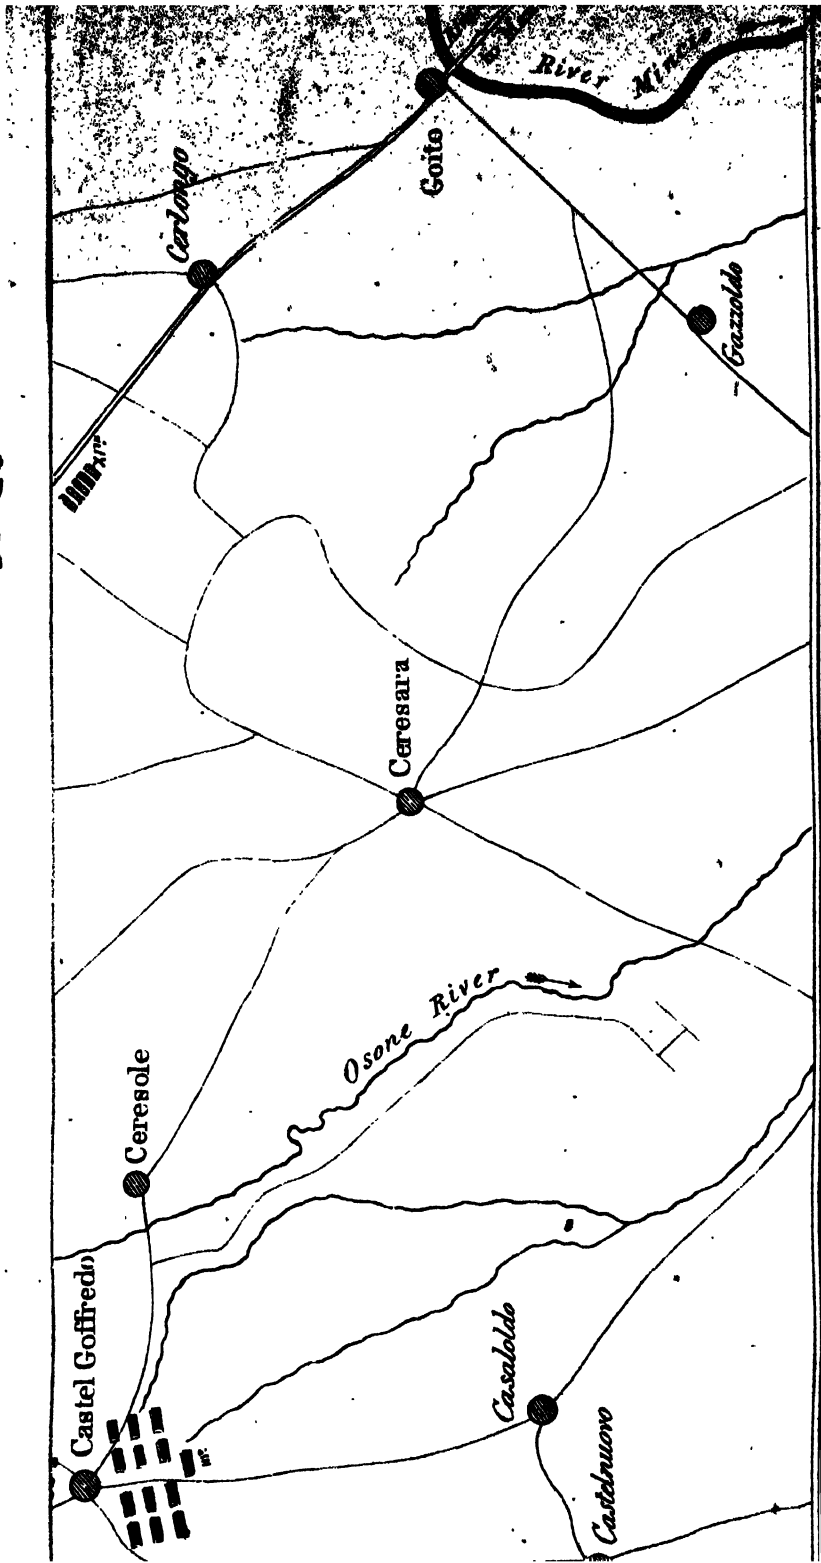 River Mincio
Goito
Cerlongo
Gazzoldo
Ceresara
Osone River
Ceresole
Castel Goffredo
Casaloldo
Castelnuovo